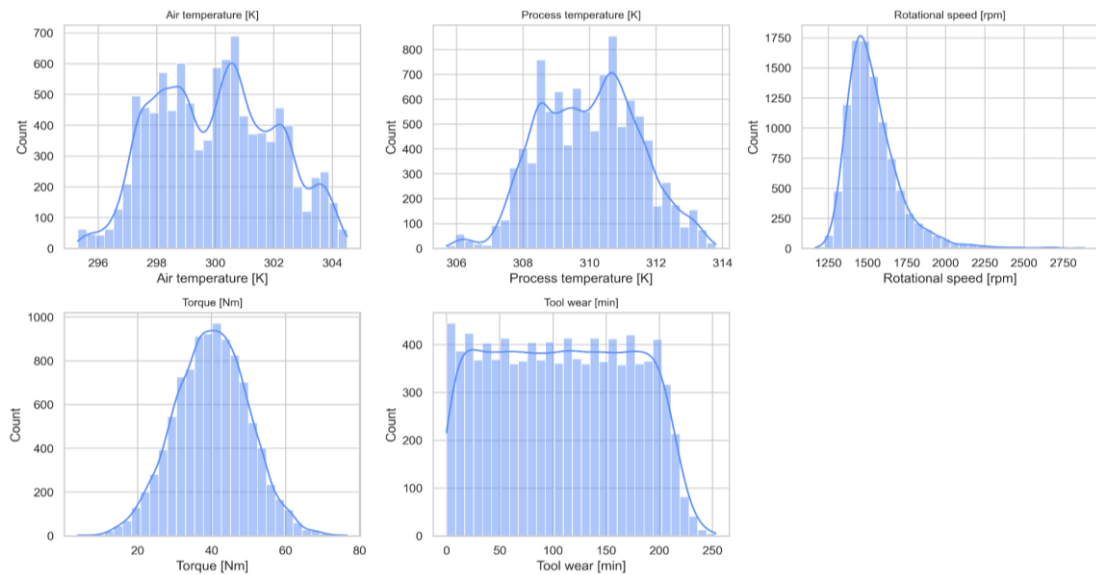 Air temperature [K]
700
600
500
400
300
200
100
0
Count
296 298 300 302 304
Air temperature [K]
Process temperature [K]
800
700
600
500
400
300
200
100
0
Count
306 308 310 312 314
Process temperature [K]
Rotational speed [rpm]
1750
1500
1250
1000
750
500
250
0
Count
1250 1500 1750 2000 2250 2500 2750
Rotational speed [rpm]
Torque [Nm]
1000
800
600
400
200
0
Count
20 40 60 80
Torque [Nm]
Tool wear [min]
400
300
200
100
0
Count
0 50 100 150 200 250
Tool wear [min]